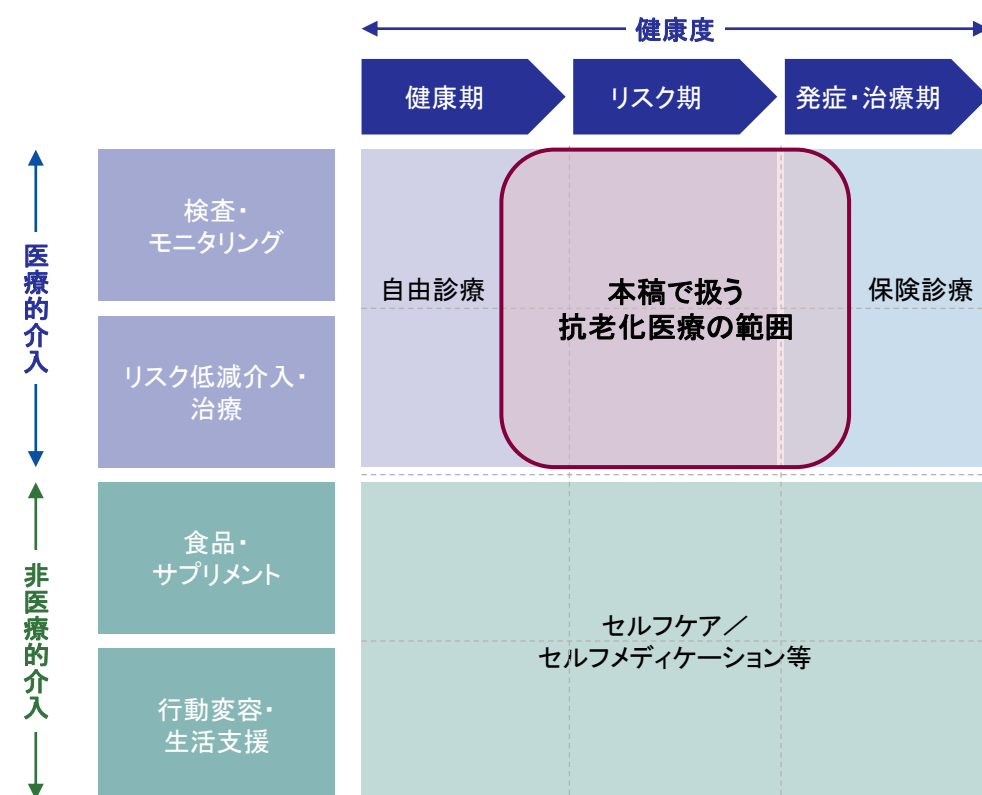 健康度
健康期
リスク期
発症・治療期
医療的介入
検査・
モニタリング
リスク低減介入・
治療
自由診療
本稿で扱う
抗老化医療の範囲
保険診療
非医療的介入
食品・
サプリメント
行動変容・
生活支援
セルフケア／
セルフメディケーション等